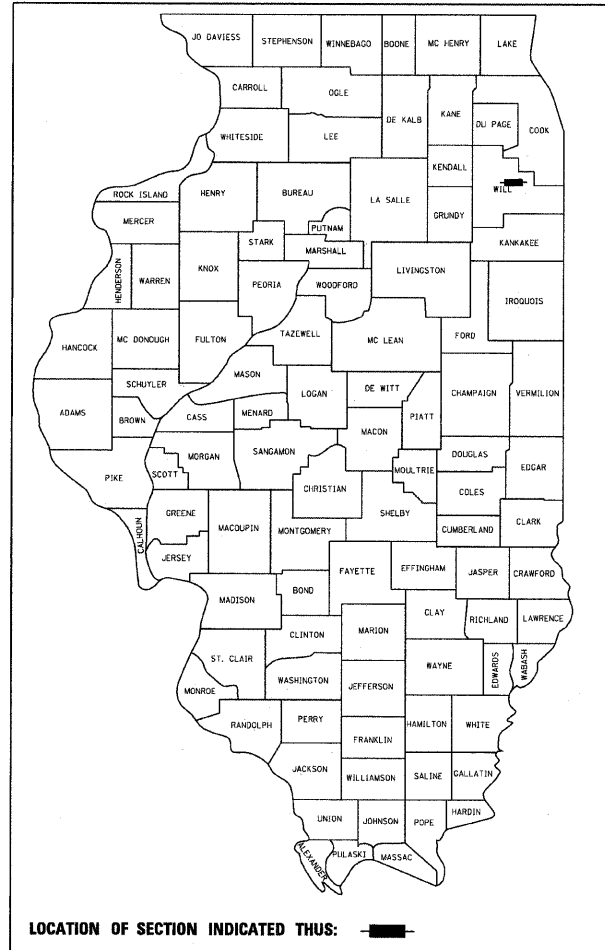 JO DAVIESS
STEPHENSON
WINNEBAGO
BOONE
MC HENRY
LAKE
CARROLL
OGLE
DE KALB
KANE
DU PAGE
COOK
WHITESIDE
LEE
KENDALL
WILL
ROCK ISLAND
HENRY
BUREAU
LA SALLE
GRUNDY
MERCER
PUTNAM
KANKAKEE
HENDERSON
WARREN
KNOX
STARK
MARSHALL
LIVINGSTON
PEORIA
WOODFORD
IROQUOIS
HANCOCK
MC DONOUGH
FULTON
TAZEWELL
MC LEAN
FORD
SCHUYLER
MASON
LOGAN
DE WITT
CHAMPAIGN
VERMILION
ADAMS
BROWN
CASS
MENARD
MACON
PIATT
PIKE
SCOTT
MORGAN
SANGAMON
CHRISTIAN
MOULTRIE
DOUGLAS
EDGAR
COLES
CALHOUN
GREENE
MACOUPIN
MONTGOMERY
SHELBY
CUMBERLAND
CLARK
JERSEY
FAYETTE
EFFINGHAM
JASPER
CRAWFORD
MADISON
BOND
CLAY
RICHLAND
LAWRENCE
CLINTON
MARION
ST. CLAIR
WAYNE
EDWARDS
WABASH
WASHINGTON
JEFFERSON
MONROE
RANDOLPH
PERRY
HAMILTON
WHITE
FRANKLIN
JACKSON
WILLIAMSON
SALINE
GALLATIN
UNION
JOHNSON
POPE
HARDIN
ALEXANDER
PULASKI
MASSAC
LOCATION OF SECTION INDICATED THUS: